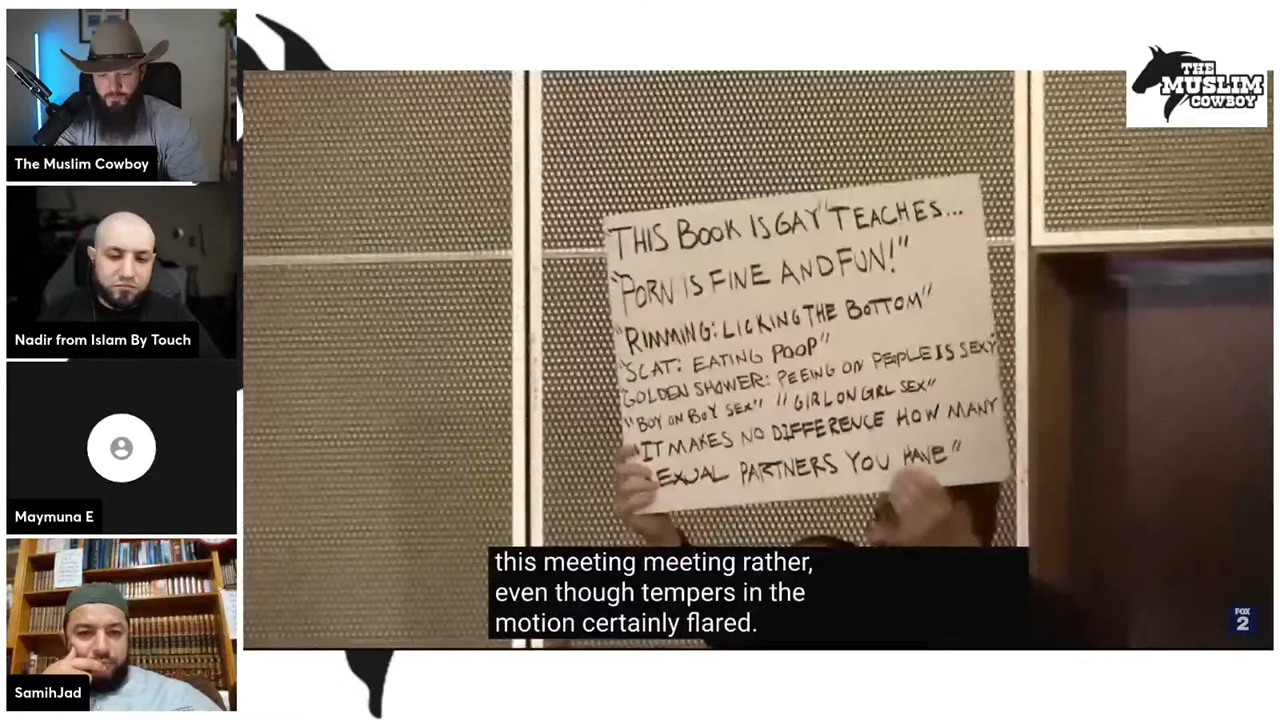 The Muslim Cowboy
Nadir from Islam By Touch
Maymuna E
SamihJad
THE
MUSLIM
COWBOY
THIS BOOK IS GAY" TEACHES...
"PORN IS FINE AND FUN!"
"RIMMING: LICKING THE BOTTOM"
"SCAT: EATING POOP"
"GOLDEN SHOWER: PEEING ON PEOPLE IS SEXY
"BOY ON BOY SEX" "GIRL ON GIRL SEX"
"IT MAKES NO DIFFERENCE HOW MANY
SEXUAL PARTNERS YOU HAVE"
this meeting meeting rather,
even though tempers in the
motion certainly flared.
FOX
2